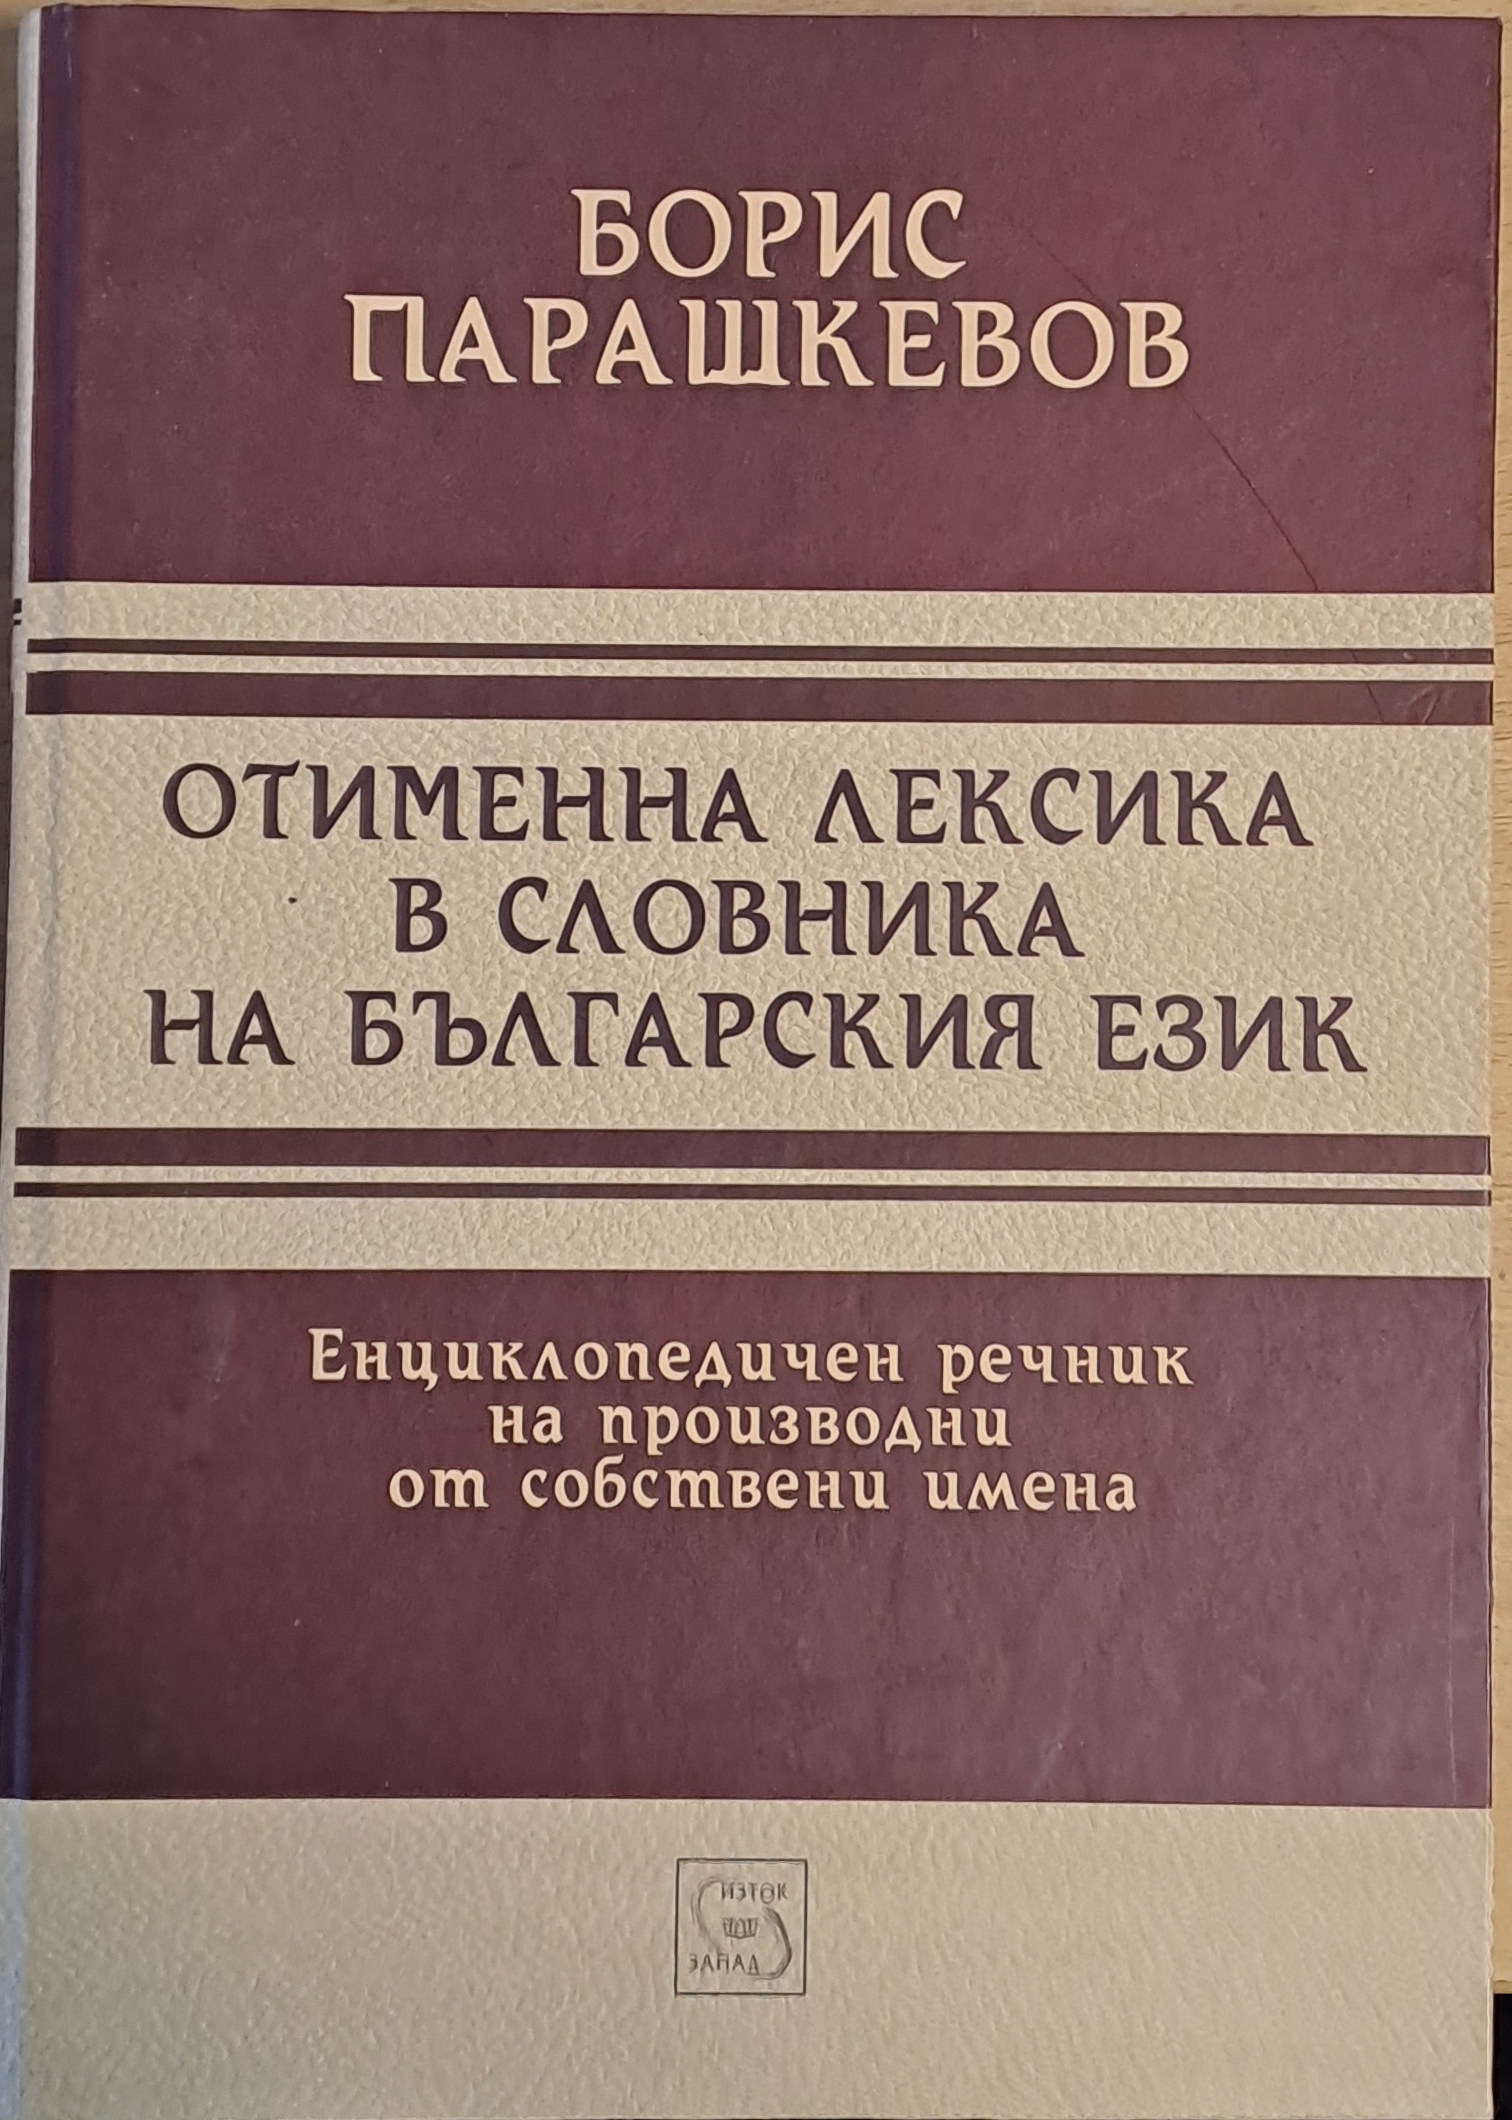 БОРИС
ПАРАШКЕВОВ
ОТИМЕННА ЛЕКСИКА
В СЛОВНИКА
НА БЪЛГАРСКИЯ ЕЗИК
Енциклопедичен речник
на производни
от собствени имена
ИЗТОК
ЗАПАД